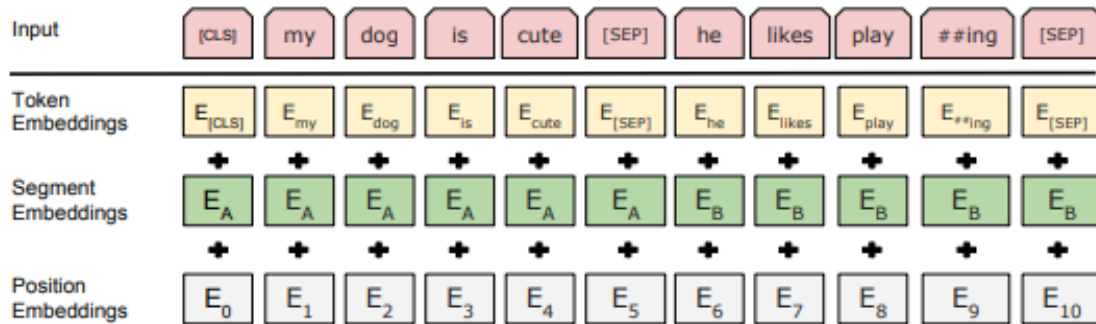 Input [CLS] my dog is cute [SEP] he likes play ##ing [SEP]
Token
Embeddings E[CLS] Emy Edog Eis Ecute E[SEP] Ehe Elikes Eplay E##ing E[SEP]
+ + + + + + + + + + +
Segment
Embeddings EA EA EA EA EA EA EB EB EB EB EB
+ + + + + + + + + + +
Position
Embeddings E0 E1 E2 E3 E4 E5 E6 E7 E8 E9 E10